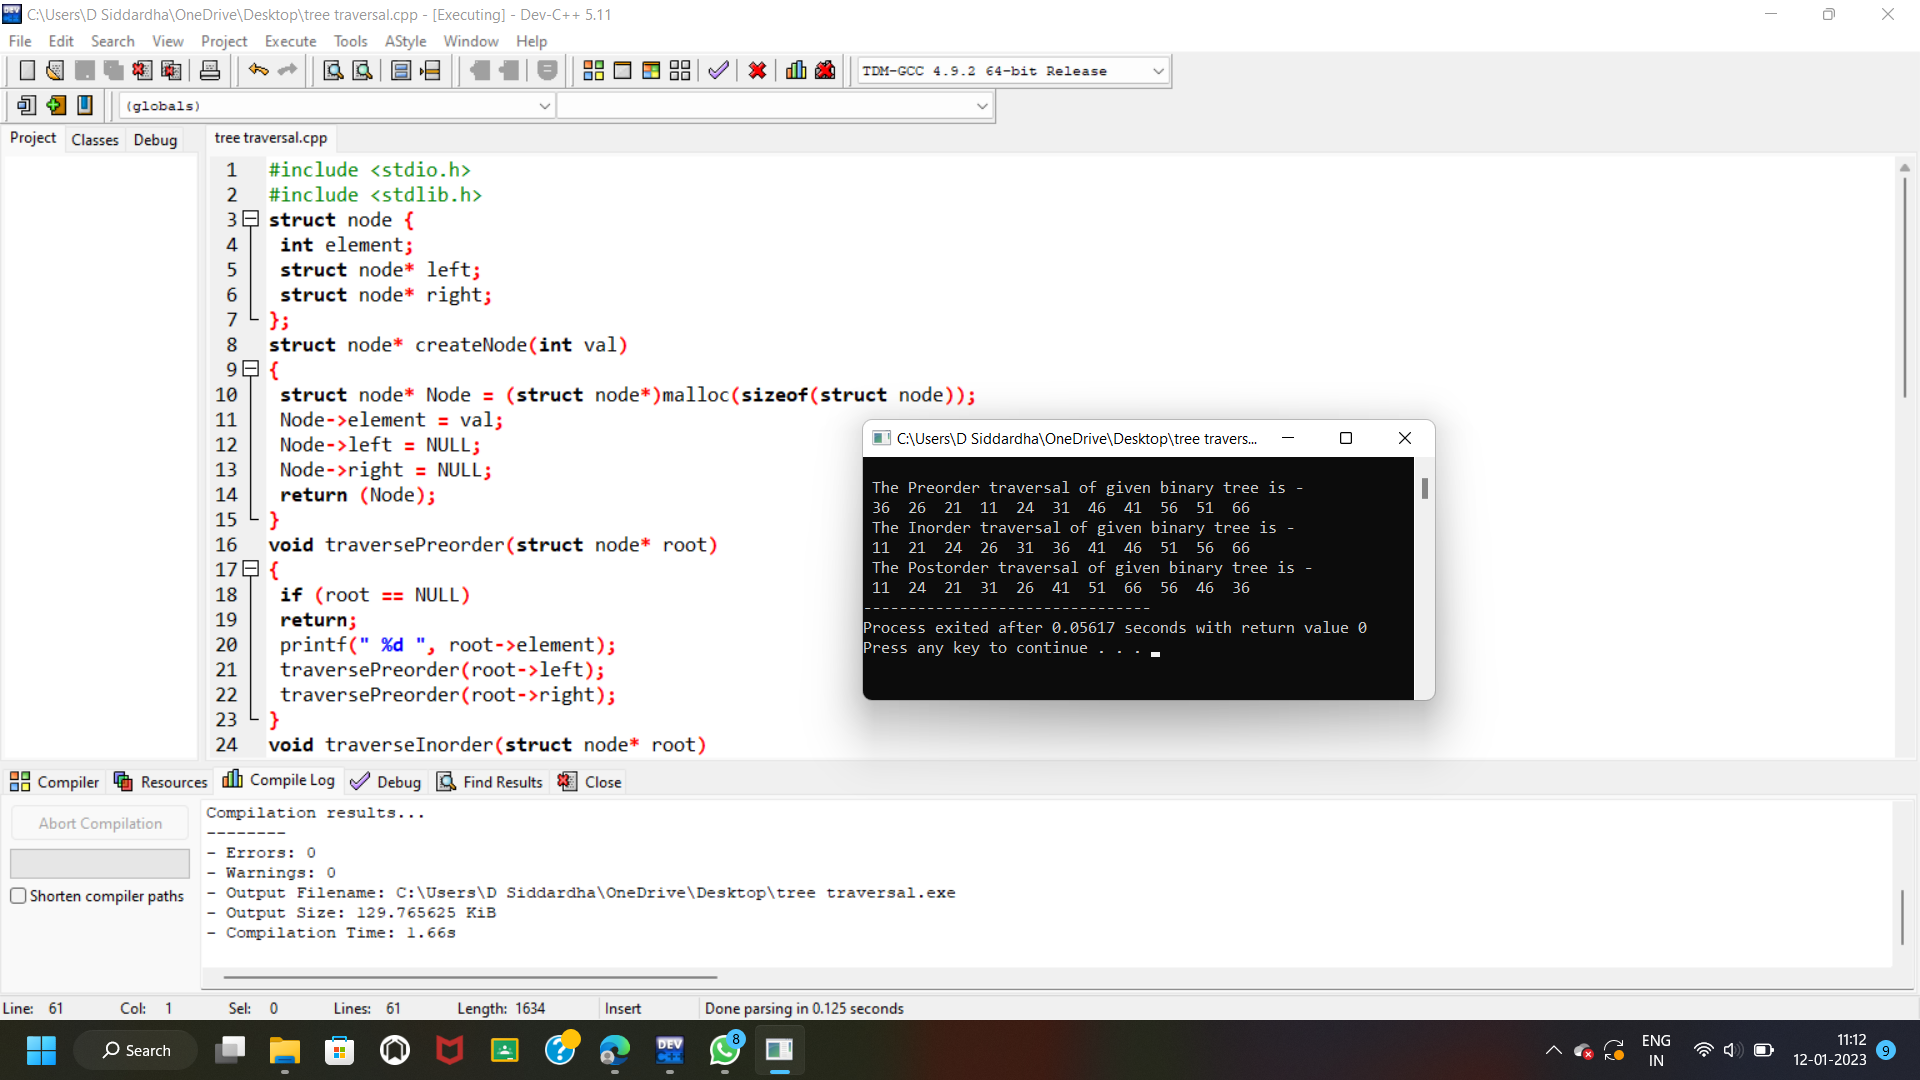 C:\Users\D Siddardha\OneDrive\Desktop\tree traversal.cpp - [Executing] - Dev-C++ 5.11
File Edit Search View Project Execute Tools AStyle Window Help
TDM-GCC 4.9.2 64-bit Release
(globals)
Project Classes Debug
tree traversal.cpp
1 #include <stdio.h>
2 #include <stdlib.h>
3 struct node {
4 int element;
5 struct node* left;
6 struct node* right;
7 };
8 struct node* createNode(int val)
9 {
10 struct node* Node = (struct node*)malloc(sizeof(struct node));
11 Node->element = val;
12 Node->left = NULL;
13 Node->right = NULL;
14 return (Node);
15 }
16 void traversePreorder(struct node* root)
17 {
18 if (root == NULL)
19 return;
20 printf(" %d ", root->element);
21 traversePreorder(root->left);
22 traversePreorder(root->right);
23 }
24 void traverseInorder(struct node* root)
C:\Users\D Siddardha\OneDrive\Desktop\tree travers...
The Preorder traversal of given binary tree is -
36 26 21 11 24 31 46 41 56 51 66
The Inorder traversal of given binary tree is -
11 21 24 26 31 36 41 46 51 56 66
The Postorder traversal of given binary tree is -
11 24 21 31 26 41 51 66 56 46 36
--------------------------------
Process exited after 0.05617 seconds with return value 0
Press any key to continue . . .
Compiler Resources Compile Log Debug Find Results Close
Abort Compilation
Shorten compiler paths
Compilation results...
--------
- Errors: 0
- Warnings: 0
- Output Filename: C:\Users\D Siddardha\OneDrive\Desktop\tree traversal.exe
- Output Size: 129.765625 KiB
- Compilation Time: 1.66s
Line: 61 Col: 1 Sel: 0 Lines: 61 Length: 1634 Insert Done parsing in 0.125 seconds
Search
DEV
8
ENG
IN
11:12
12-01-2023
9